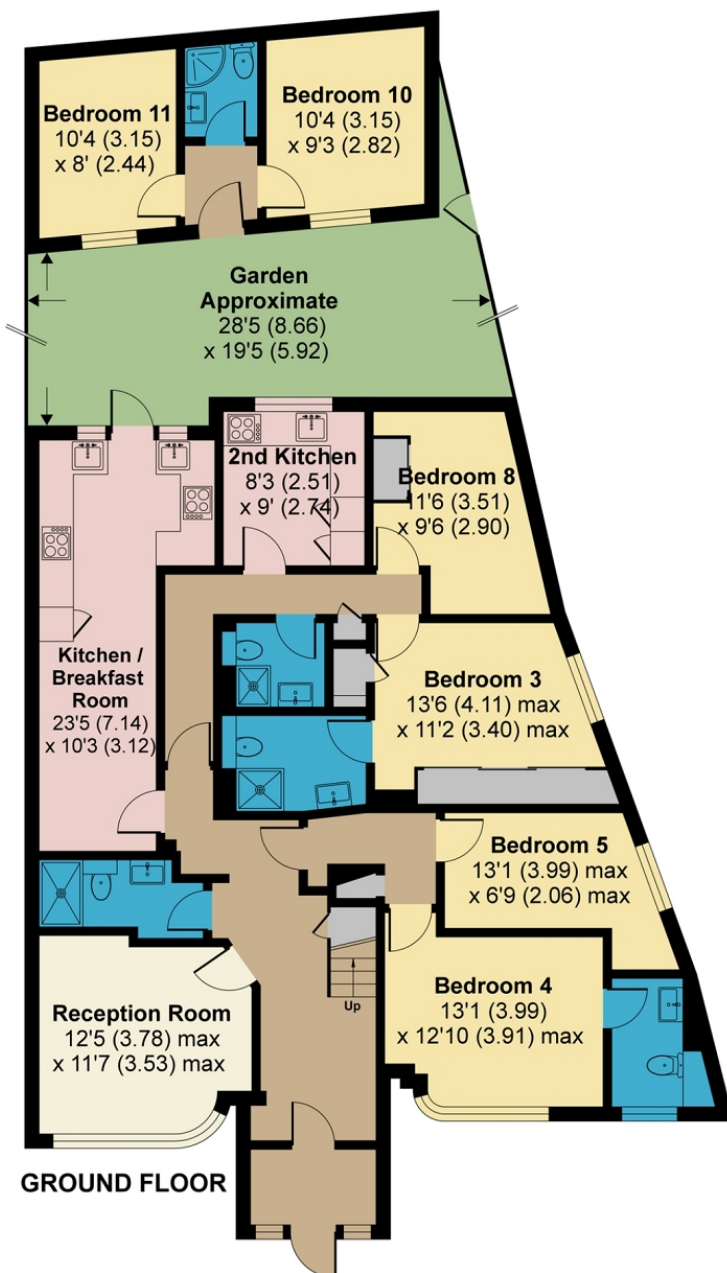 Bedroom 11
10'4 (3.15)
x 8' (2.44)
Bedroom 10
10'4 (3.15)
x 9'3 (2.82)
Garden
Approximate
28'5 (8.66)
x 19'5 (5.92)
2nd Kitchen
8'3 (2.51)
x 9' (2.74)
Bedroom 8
11'6 (3.51)
x 9'6 (2.90)
Kitchen /
Breakfast
Room
23'5 (7.14)
x 10'3 (3.12)
Bedroom 3
13'6 (4.11) max
x 11'2 (3.40) max
Bedroom 5
13'1 (3.99) max
x 6'9 (2.06) max
Reception Room
12'5 (3.78) max
x 11'7 (3.53) max
Up
Bedroom 4
13'1 (3.99)
x 12'10 (3.91) max
GROUND FLOOR